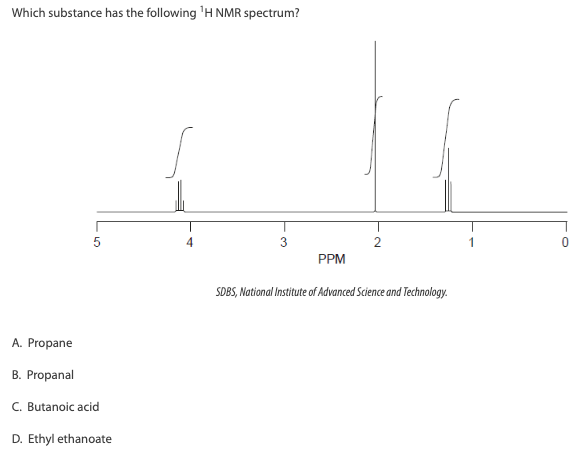 Which substance has the following ¹H NMR spectrum?
5 4 3 2 1 0
PPM
SDBS, National Institute of Advanced Science and Technology.
A. Propane
B. Propanal
C. Butanoic acid
D. Ethyl ethanoate